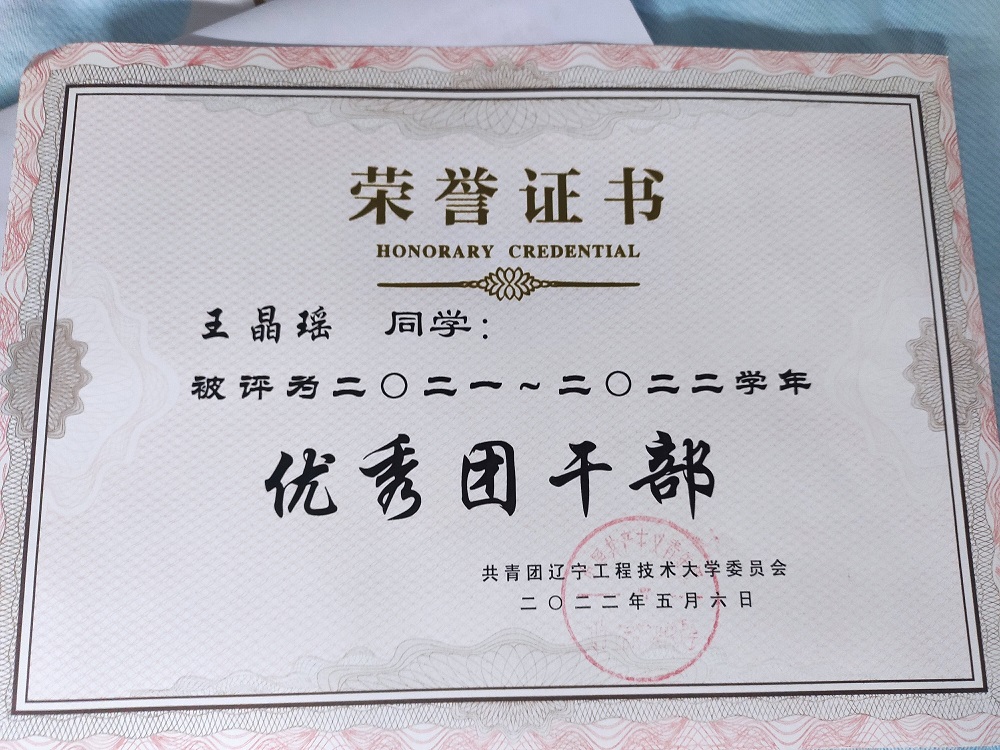 荣誉证书
HONORARY CREDENTIAL
王晶瑶 同学：
被评为二〇二一~二〇二二学年
优秀团干部
共青团辽宁工程技术大学委员会
二〇二二年五月六日